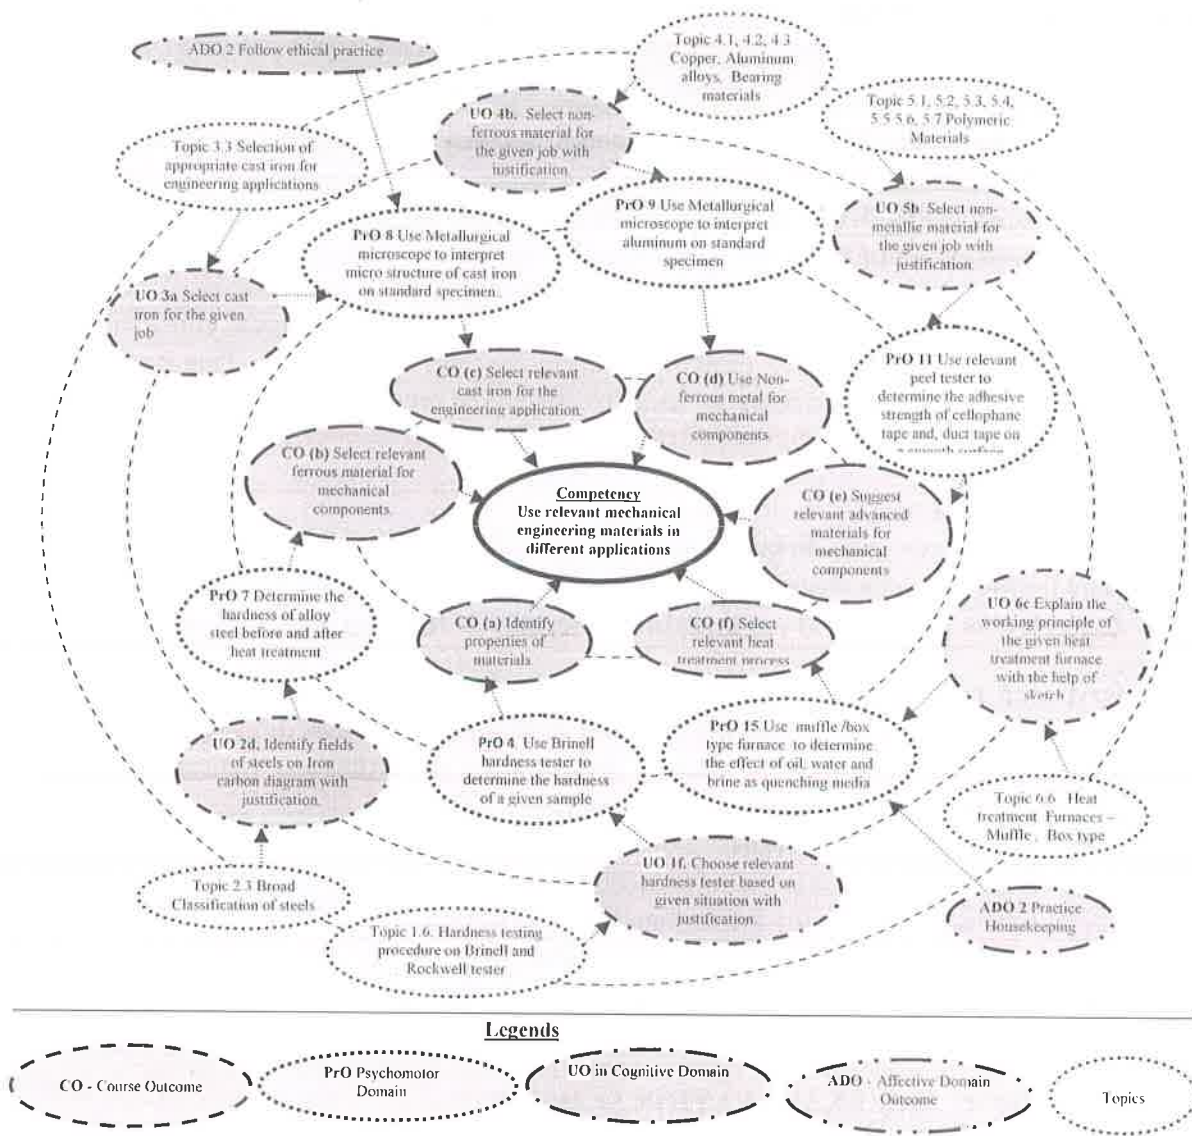 ADO 2 Follow ethical practice
Topic 4.1, 4.2, 4.3
Copper, Aluminum
alloys, Bearing
materials
Topic 5.1, 5.2, 5.3, 5.4,
5.5 5.6, 5.7 Polymeric
Materials
UO 4b. Select non-
ferrous material for
the given job with
justification.
Topic 3.3 Selection of
appropriate cast iron for
engineering applications
PrO 9 Use Metallurgical
microscope to interpret
aluminum on standard
specimen
UO 5b Select non-
metallic material for
the given job with
justification.
PrO 8 Use Metallurgical
microscope to interpret
micro structure of cast iron
on standard specimen.
UO 3a Select cast
iron for the given
job
PrO 11 Use relevant
peel tester to
determine the adhesive
strength of cellophane
tape and, duct tape on
a smooth surface
CO (c) Select relevant
cast iron for the
engineering application.
CO (d) Use Non-
ferrous metal for
mechanical
components.
CO (b) Select relevant
ferrous material for
mechanical
components.
Competency
Use relevant mechanical
engineering materials in
different applications
CO (e) Suggest
relevant advanced
materials for
mechanical
components
PrO 7 Determine the
hardness of alloy
steel before and after
heat treatment
CO (a) Identify
properties of
materials.
CO (f) Select
relevant heat
treatment process
UO 6c Explain the
working principle of
the given heat
treatment furnace
with the help of
sketch
UO 2d. Identify fields
of steels on Iron
carbon diagram with
justification.
PrO 4 Use Brinell
hardness tester to
determine the hardness
of a given sample
PrO 15 Use muffle /box
type furnace to determine
the effect of oil, water and
brine as quenching media
Topic 6.6 Heat
treatment Furnaces –
Muffle , Box type
UO 1f. Choose relevant
hardness tester based on
given situation with
justification.
Topic 2.3 Broad
Classification of steels
Topic 1.6. Hardness testing
procedure on Brinell and
Rockwell tester
ADO 2 Practice
Housekeeping
Legends
CO - Course Outcome
PrO Psychomotor
Domain
UO in Cognitive Domain
ADO - Affective Domain
Outcome
Topics